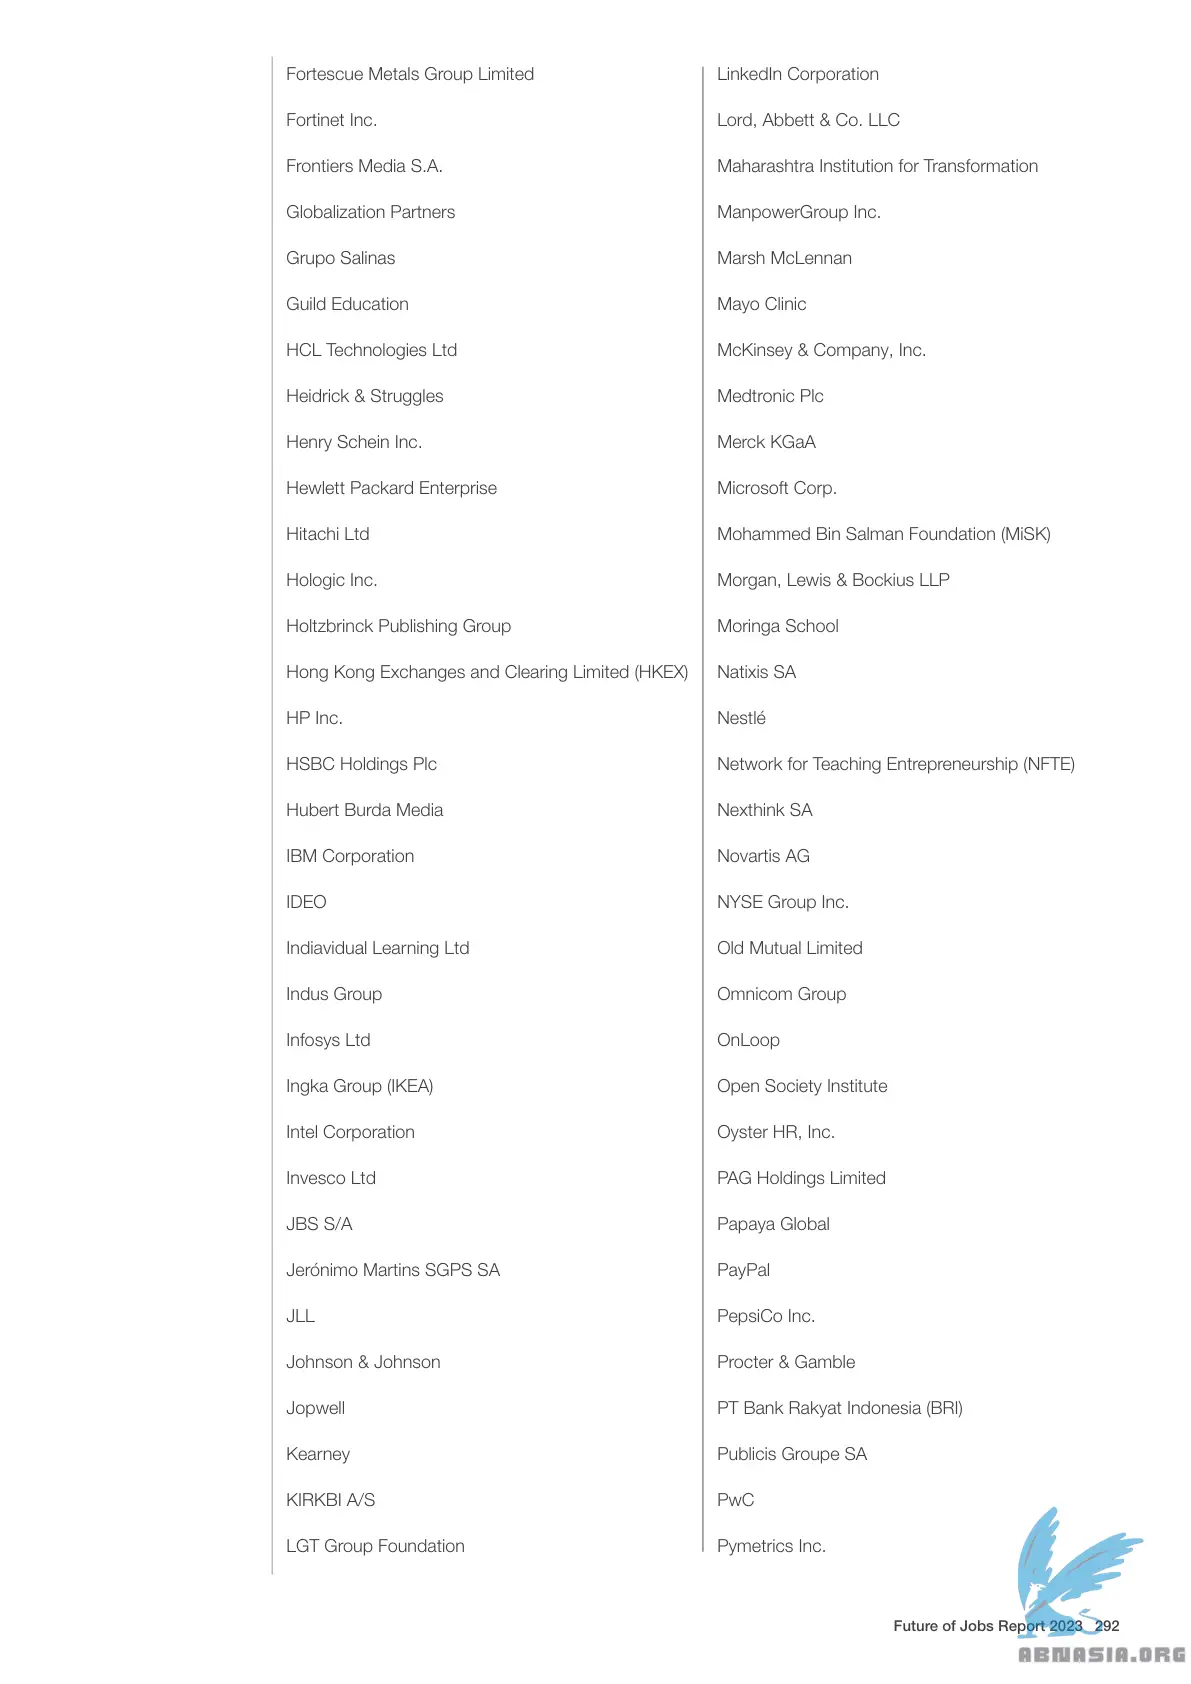 Fortescue Metals Group Limited
Fortinet Inc.
Frontiers Media S.A.
Globalization Partners
Grupo Salinas
Guild Education
HCL Technologies Ltd
Heidrick & Struggles
Henry Schein Inc.
Hewlett Packard Enterprise
Hitachi Ltd
Hologic Inc.
Holtzbrinck Publishing Group
Hong Kong Exchanges and Clearing Limited (HKEX)
HP Inc.
HSBC Holdings Plc
Hubert Burda Media
IBM Corporation
IDEO
Indiavidual Learning Ltd
Indus Group
Infosys Ltd
Ingka Group (IKEA)
Intel Corporation
Invesco Ltd
JBS S/A
Jerónimo Martins SGPS SA
JLL
Johnson & Johnson
Jopwell
Kearney
KIRKBI A/S
LGT Group Foundation
LinkedIn Corporation
Lord, Abbett & Co. LLC
Maharashtra Institution for Transformation
ManpowerGroup Inc.
Marsh McLennan
Mayo Clinic
McKinsey & Company, Inc.
Medtronic Plc
Merck KGaA
Microsoft Corp.
Mohammed Bin Salman Foundation (MiSK)
Morgan, Lewis & Bockius LLP
Moringa School
Natixis SA
Nestlé
Network for Teaching Entrepreneurship (NFTE)
Nexthink SA
Novartis AG
NYSE Group Inc.
Old Mutual Limited
Omnicom Group
OnLoop
Open Society Institute
Oyster HR, Inc.
PAG Holdings Limited
Papaya Global
PayPal
PepsiCo Inc.
Procter & Gamble
PT Bank Rakyat Indonesia (BRI)
Publicis Groupe SA
PwC
Pymetrics Inc.
Future of Jobs Report 2023 292
ABNASIA.ORG